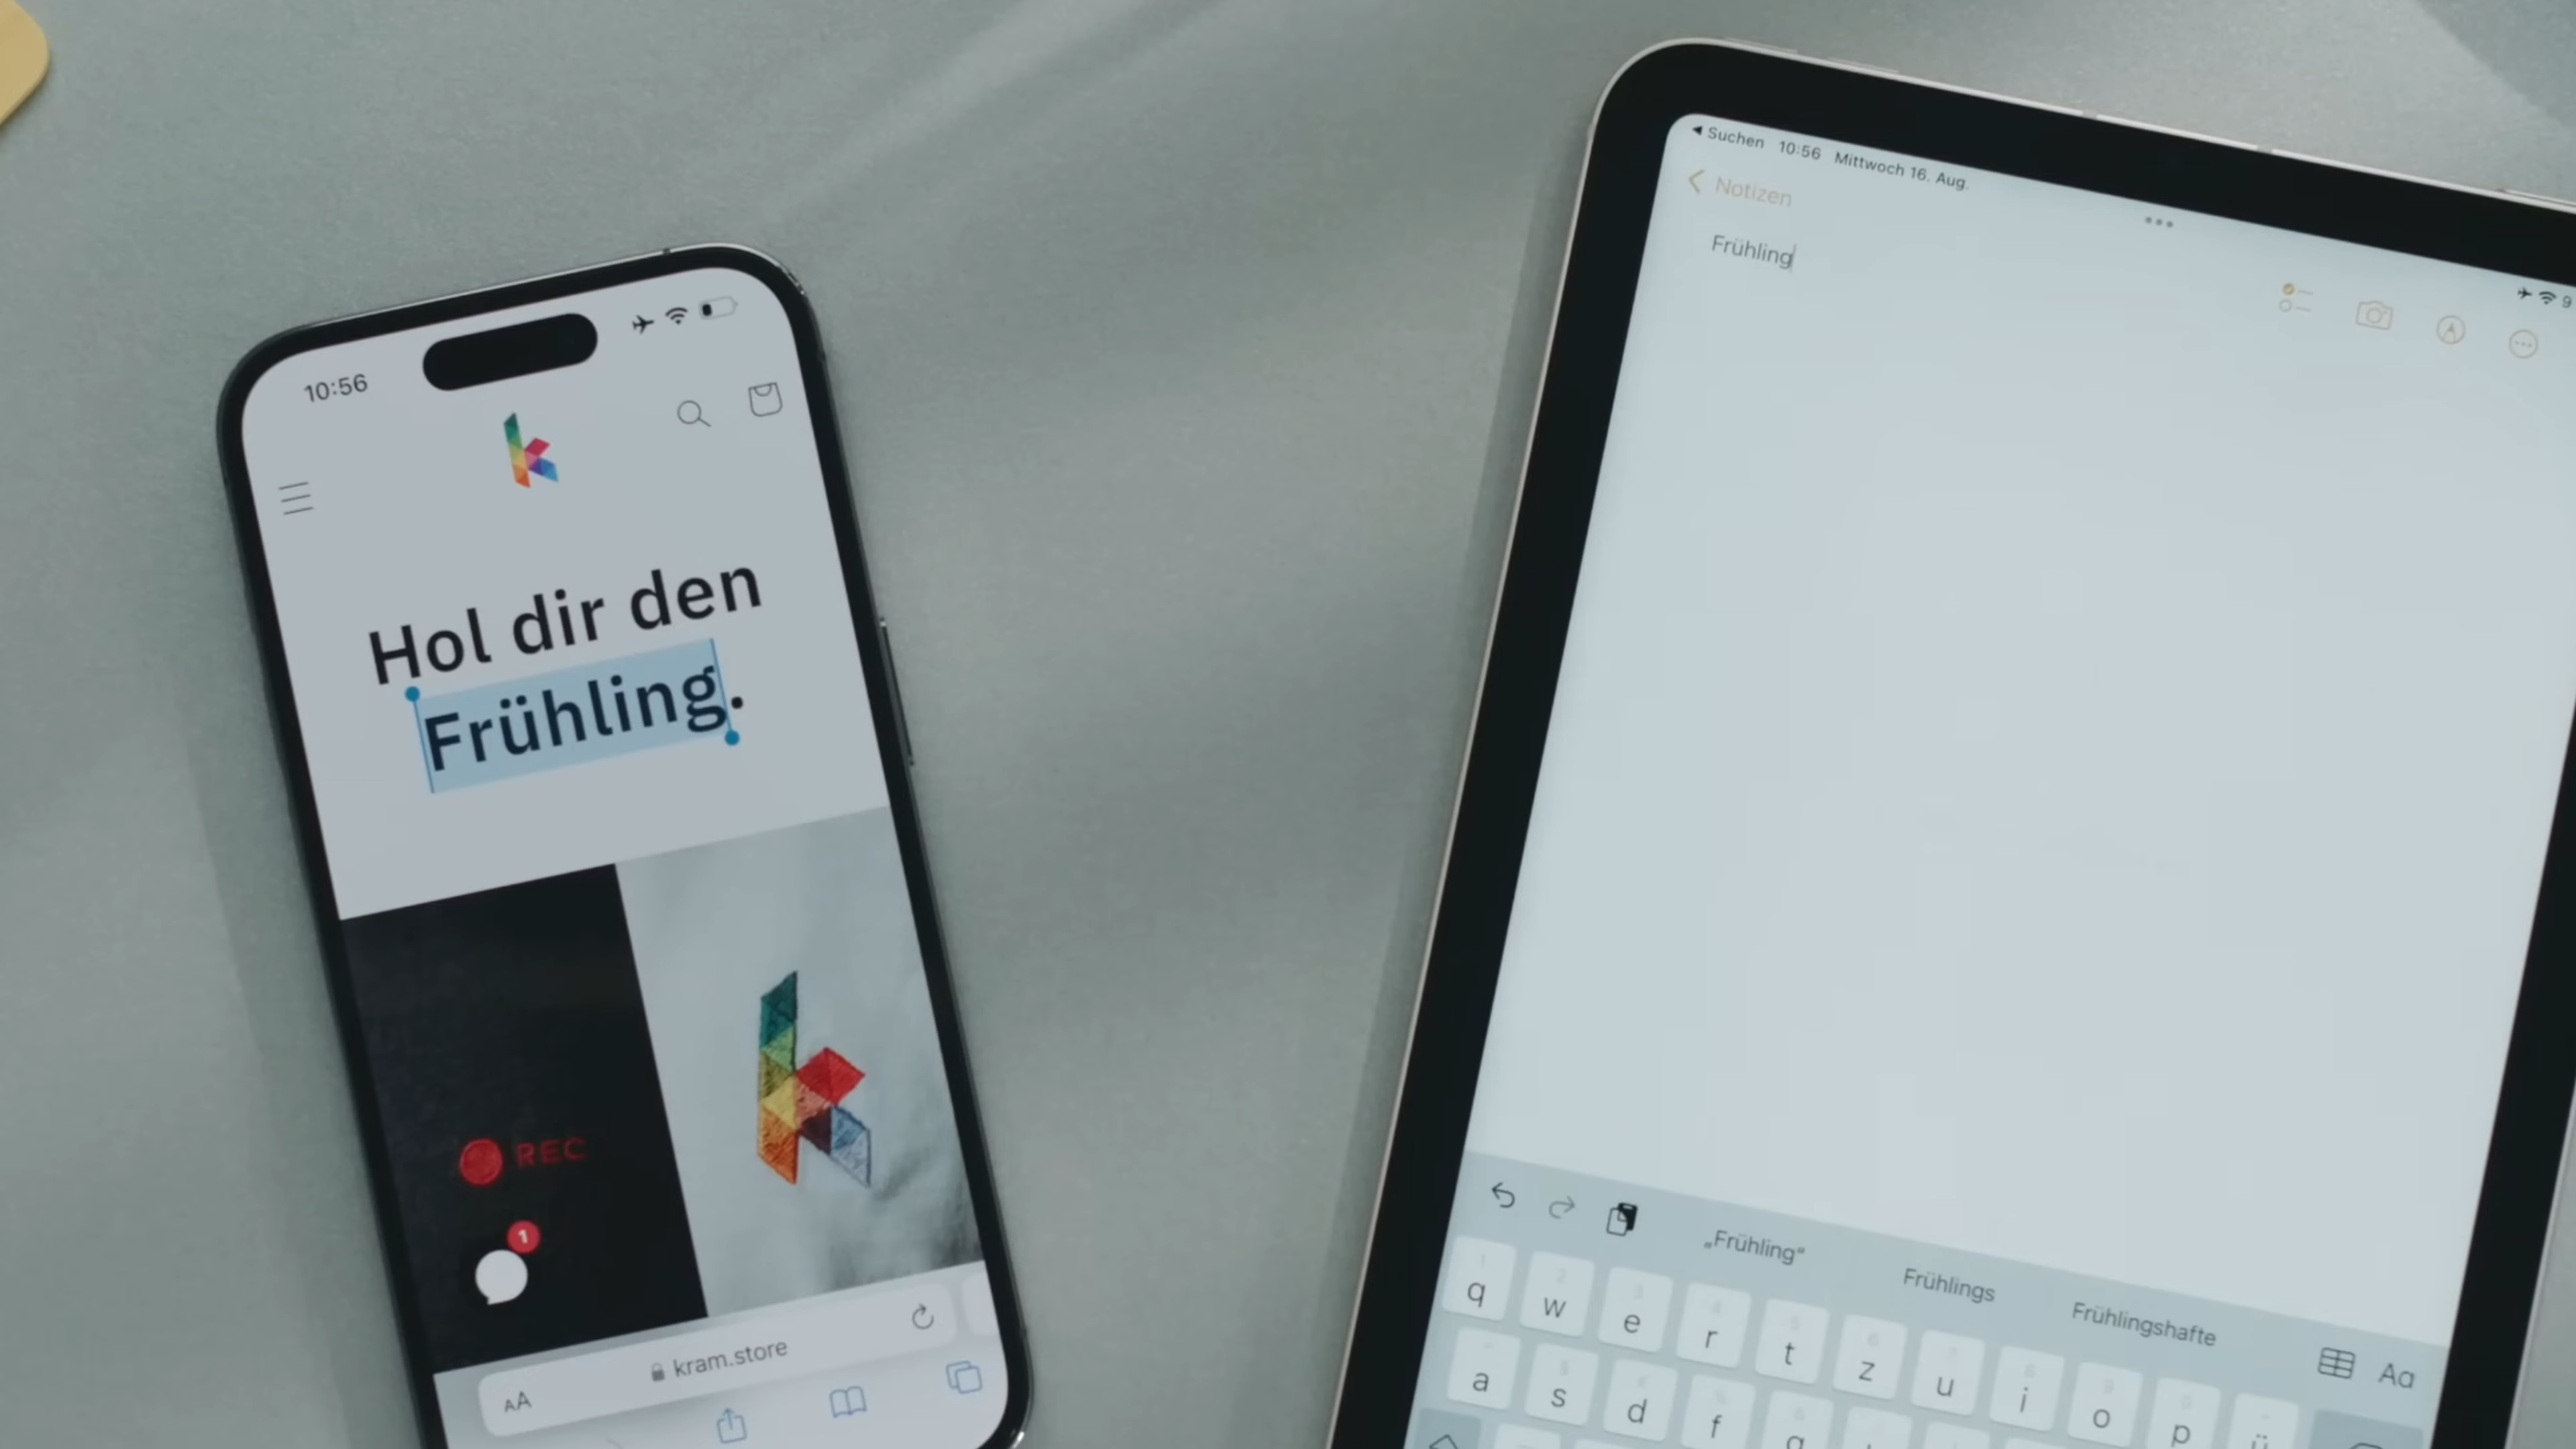 10:56
Hol dir den
Frühling.
REC
1
AA
kram.store
Suchen 10:56 Mittwoch 16. Aug.
Notizen
Frühling
„Frühling“
Frühlings
Frühlingshafte
Aa
q w e r t z u i o p ü
a s d f